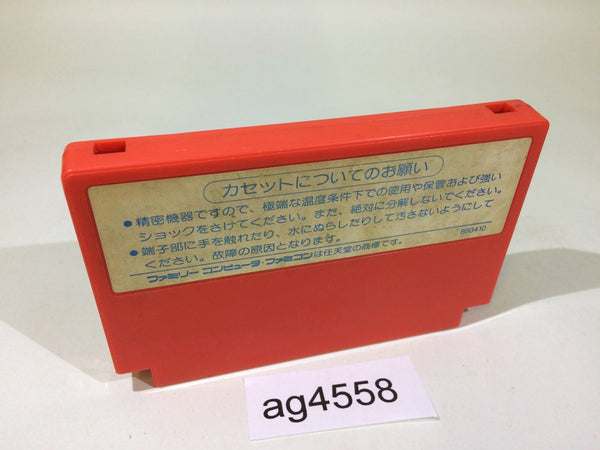 カセットについてのお願い
●精密機器ですので、極端な温度条件下での使用や保管および強い
ショックをさけてください。また、絶対に分解しないでください。
●端子部に手を触れたり、水にぬらしたりして汚さないようにして
ください。故障の原因となります。
860410
ファミリー コンピュータ・ファミコンは任天堂の商標です。
ag4558